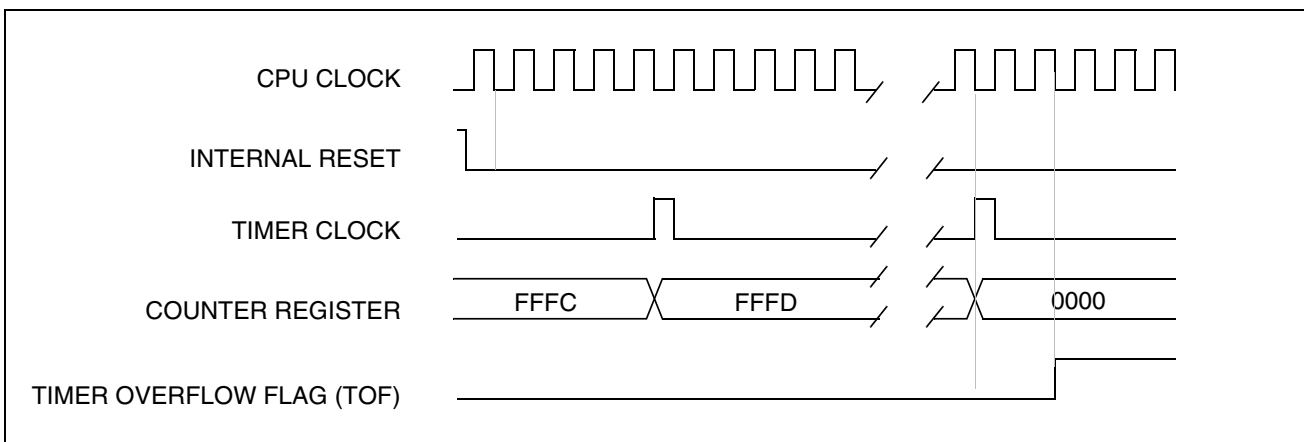 CPU CLOCK
INTERNAL RESET
TIMER CLOCK
COUNTER REGISTER
FFFC
FFFD
0000
TIMER OVERFLOW FLAG (TOF)